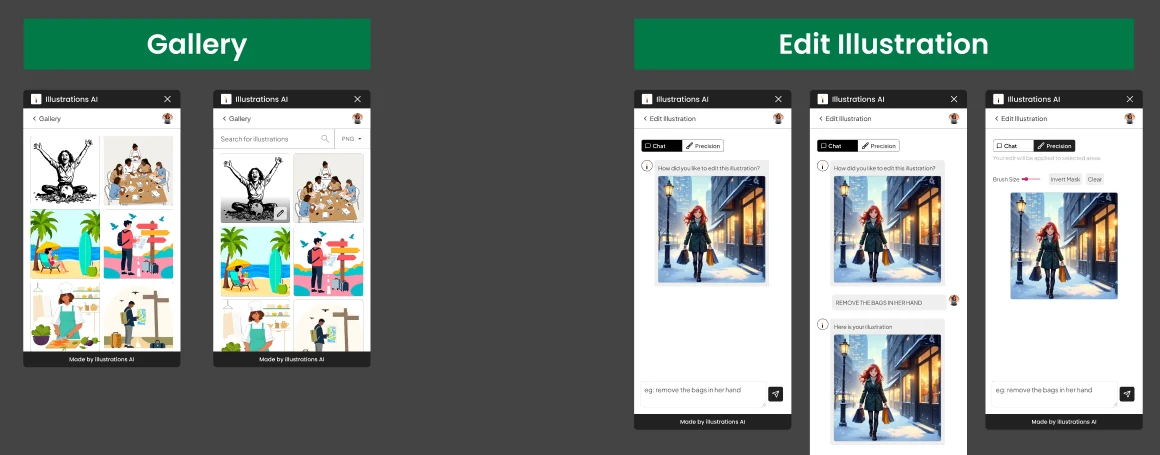 Gallery
Illustrations AI
Gallery
Made by illustrations AI
Illustrations AI
Gallery
Search for illustrations
PNG
Made by illustrations AI
Edit Illustration
Illustrations AI
Edit Illustration
Chat
Precision
How did you like to edit this illustration?
eg: remove the bags in her hand
Made by illustrations AI
Illustrations AI
Edit Illustration
Chat
Precision
How did you like to edit this illustration?
REMOVE THE BAGS IN HER HAND
Here is your illustration
Illustrations AI
Edit Illustration
Chat
Precision
Your edit will be applied to selected areas.
Brush Size
Invert Mask
Clear
eg: remove the bags in her hand
Made by illustrations AI